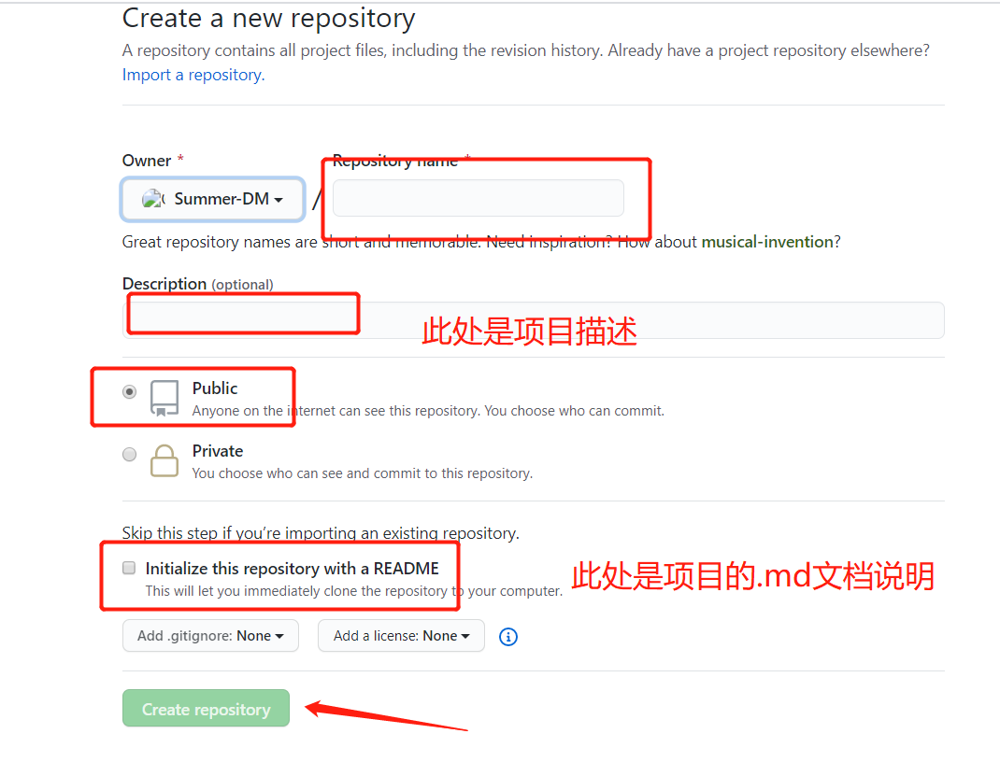 Create a new repository
A repository contains all project files, including the revision history. Already have a project repository elsewhere?
Import a repository.
Owner *
Repository name *
Summer-DM
/
Great repository names are short and memorable. Need inspiration? How about musical-invention?
Description (optional)
此处是项目描述
Public
Anyone on the internet can see this repository. You choose who can commit.
Private
You choose who can see and commit to this repository.
Skip this step if you’re importing an existing repository.
Initialize this repository with a README
This will let you immediately clone the repository to your computer.
此处是项目的.md文档说明
Add .gitignore: None
Add a license: None
Create repository